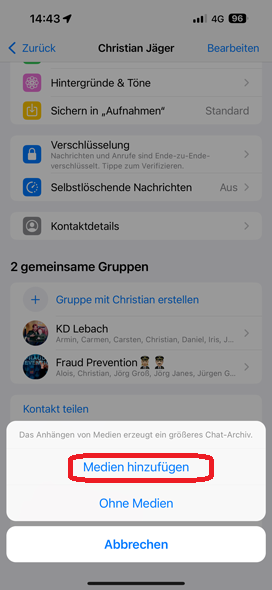 14:43
4G 96
Zurück
Christian Jäger
Bearbeiten
Hintergründe & Töne
Sichern in „Aufnahmen“ Standard
Verschlüsselung
Nachrichten und Anrufe sind Ende-zu-Ende-
verschlüsselt. Tippe zum Verifizieren.
Selbstlöschende Nachrichten Aus
Kontaktdetails
2 gemeinsame Gruppen
Gruppe mit Christian erstellen
KD Lebach
Armin, Carmen, Carsten, Christian, Daniel, Iris, J...
Fraud Prevention
Alois, Christian, Jörg Groß, Jörg Janes, Jürgen G...
Kontakt teilen
Das Anhängen von Medien erzeugt ein größeres Chat-Archiv.
Medien hinzufügen
Ohne Medien
Abbrechen